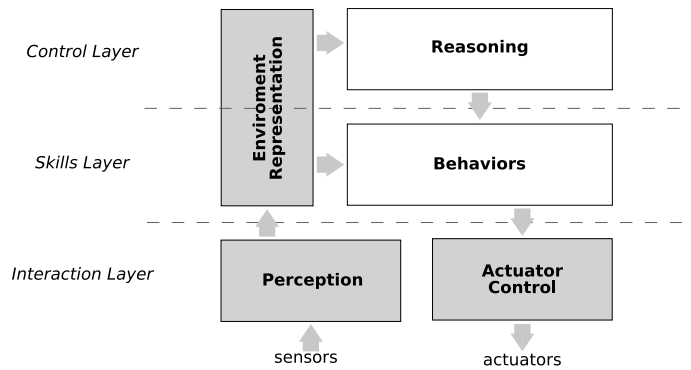 Control Layer
Enviroment
Representation
Reasoning
Skills Layer
Behaviors
Interaction Layer
Perception
Actuator
Control
sensors
actuators